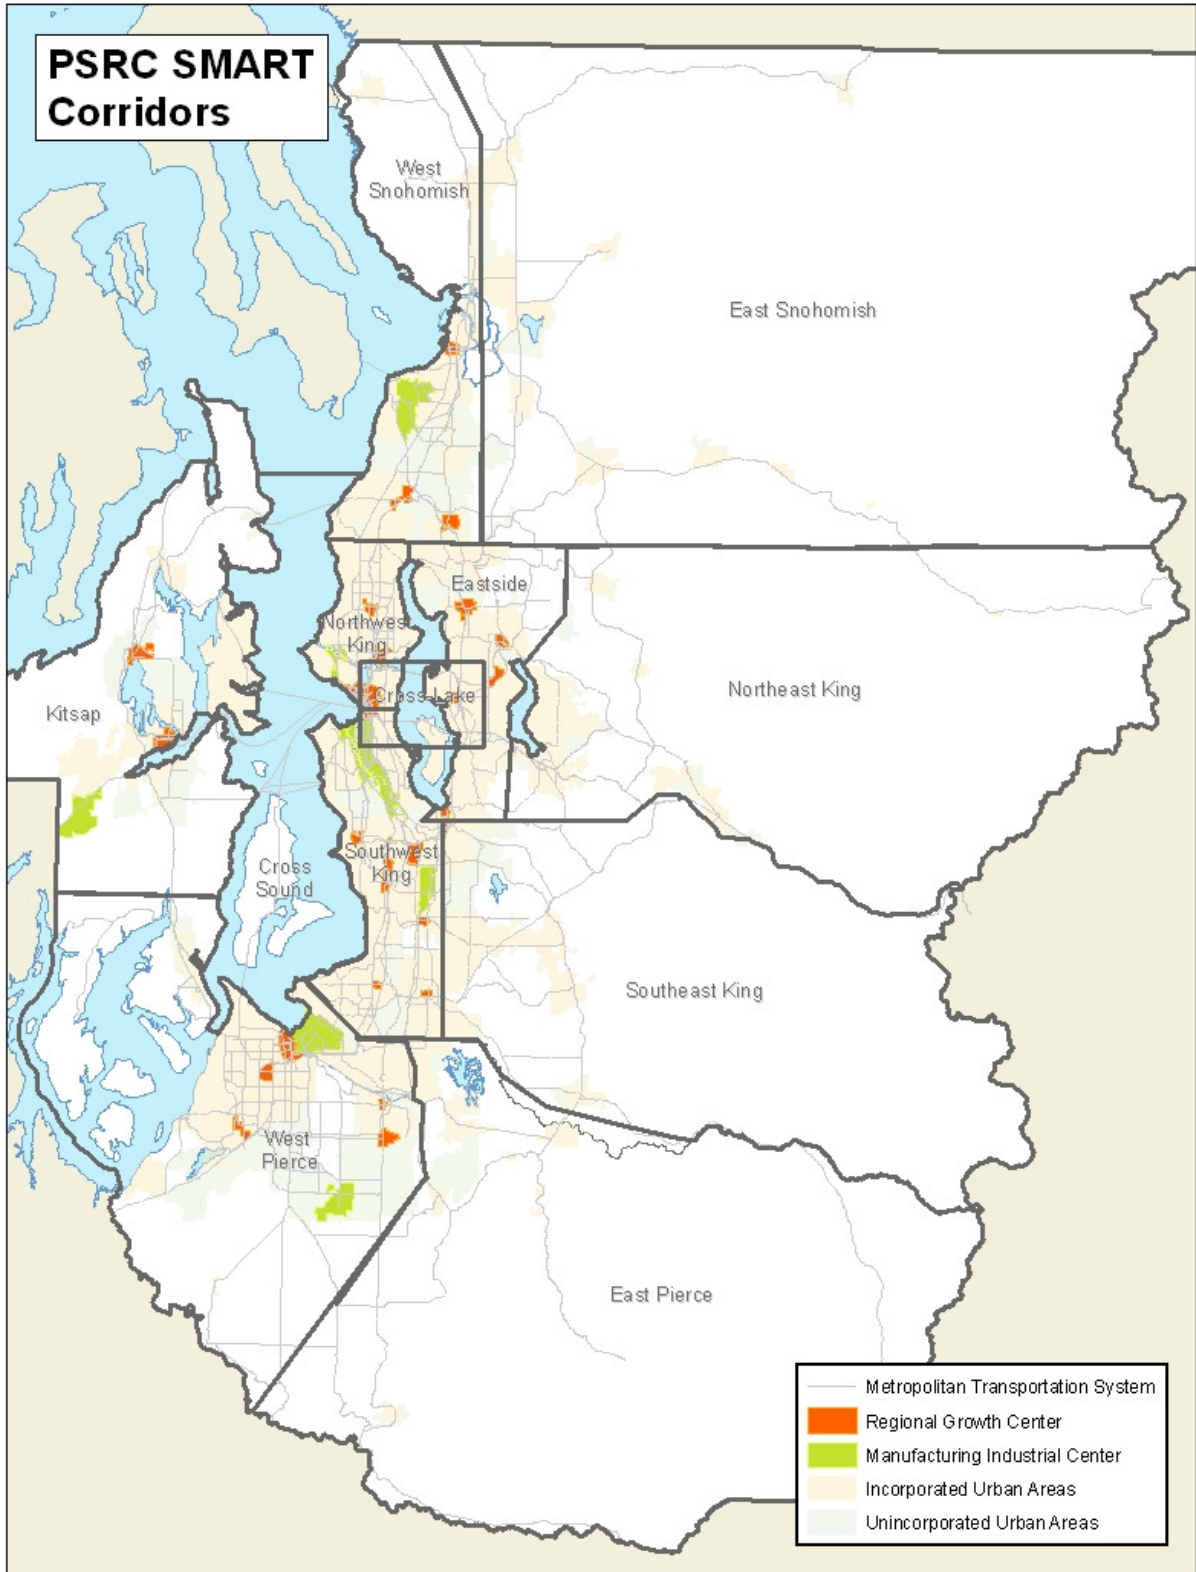 PSRC SMART
Corridors
West
Snohomish
East Snohomish
Eastside
Northwest
King
Cross-Lake
Northeast King
Kitsap
Cross
Sound
Southwest
King
Southeast King
West
Pierce
East Pierce
Metropolitan Transportation System
Regional Growth Center
Manufacturing Industrial Center
Incorporated Urban Areas
Unincorporated Urban Areas